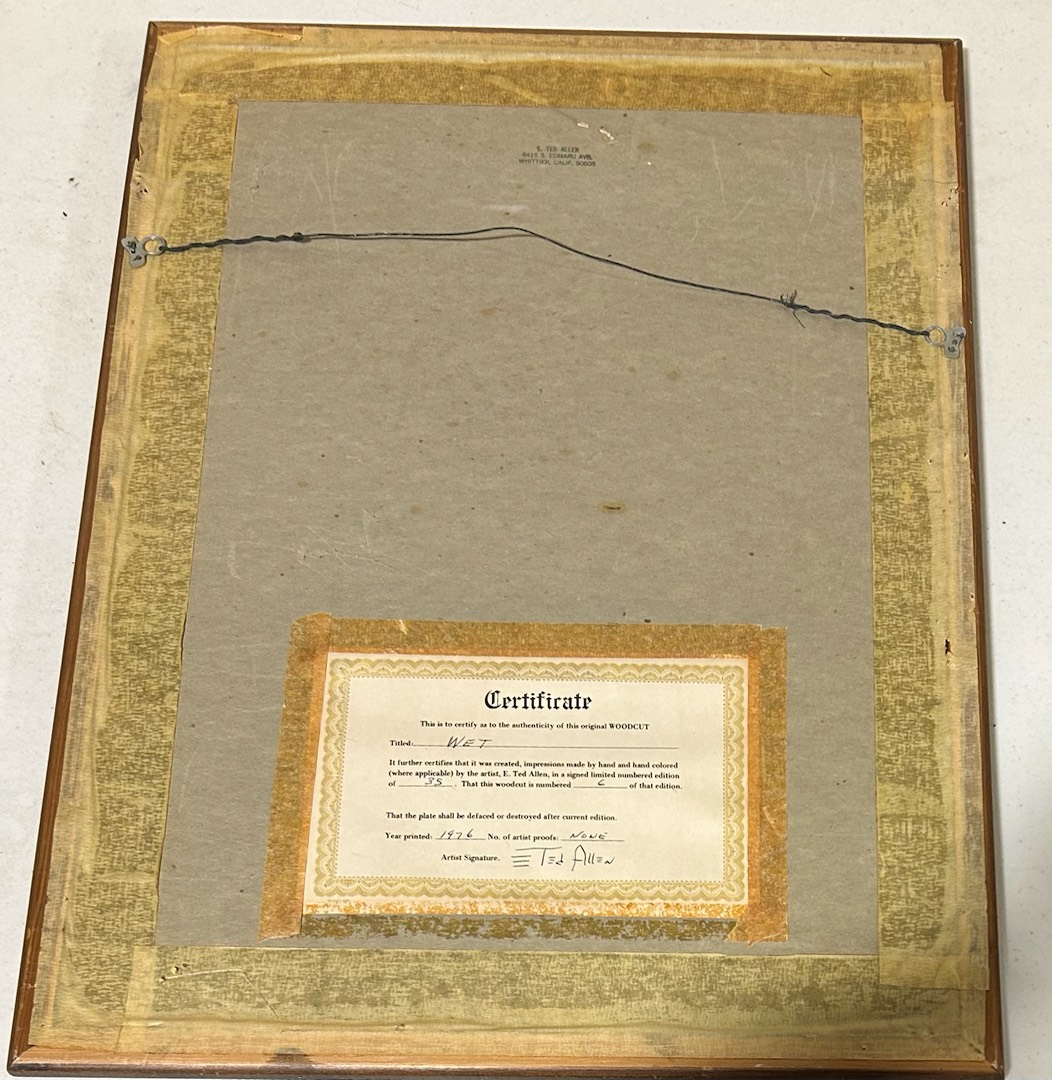 E. TED ALLEN
WHITTIER, CALIF. 90605
Certificate
This is to certify as to the authenticity of this original WOODCUT
Titled: WET
It further certifies that it was created, impressions made by hand and hand colored
(where applicable) by the artist, E. Ted Allen, in a signed limited numbered edition
of 35 . That this woodcut is numbered 6 of that edition.
That the plate shall be defaced or destroyed after current edition.
Year printed: 1976 No. of artist proofs: NONE
Artist Signature. E Ted Allen